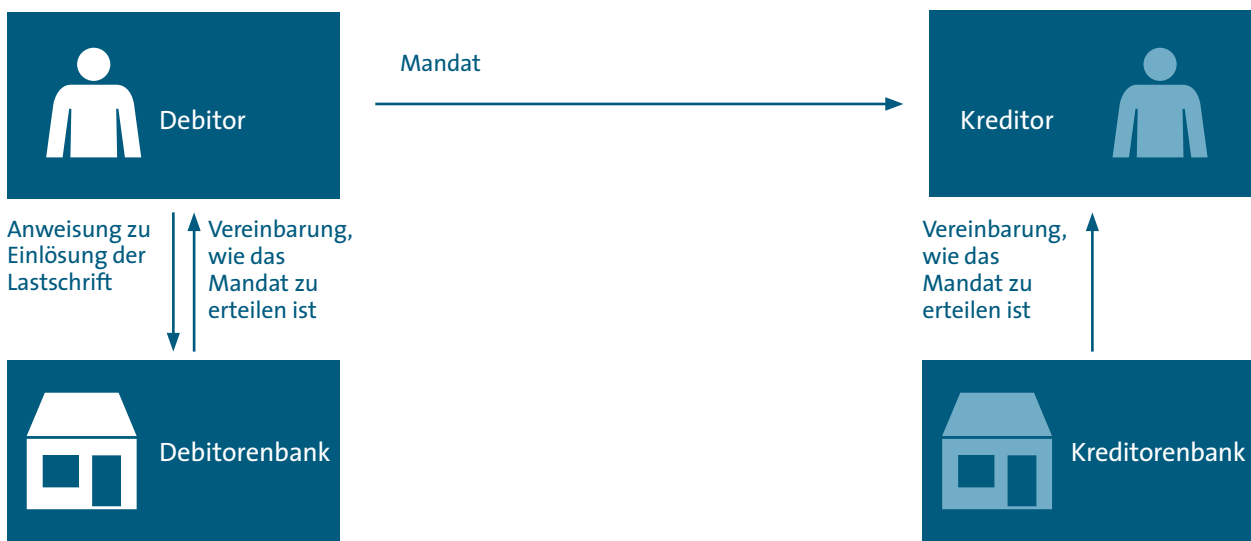 Debitor
Mandat
Kreditor
Anweisung zu
Einlösung der
Lastschrift
Vereinbarung,
wie das
Mandat zu
erteilen ist
Vereinbarung,
wie das
Mandat zu
erteilen ist
Debitorenbank
Kreditorenbank